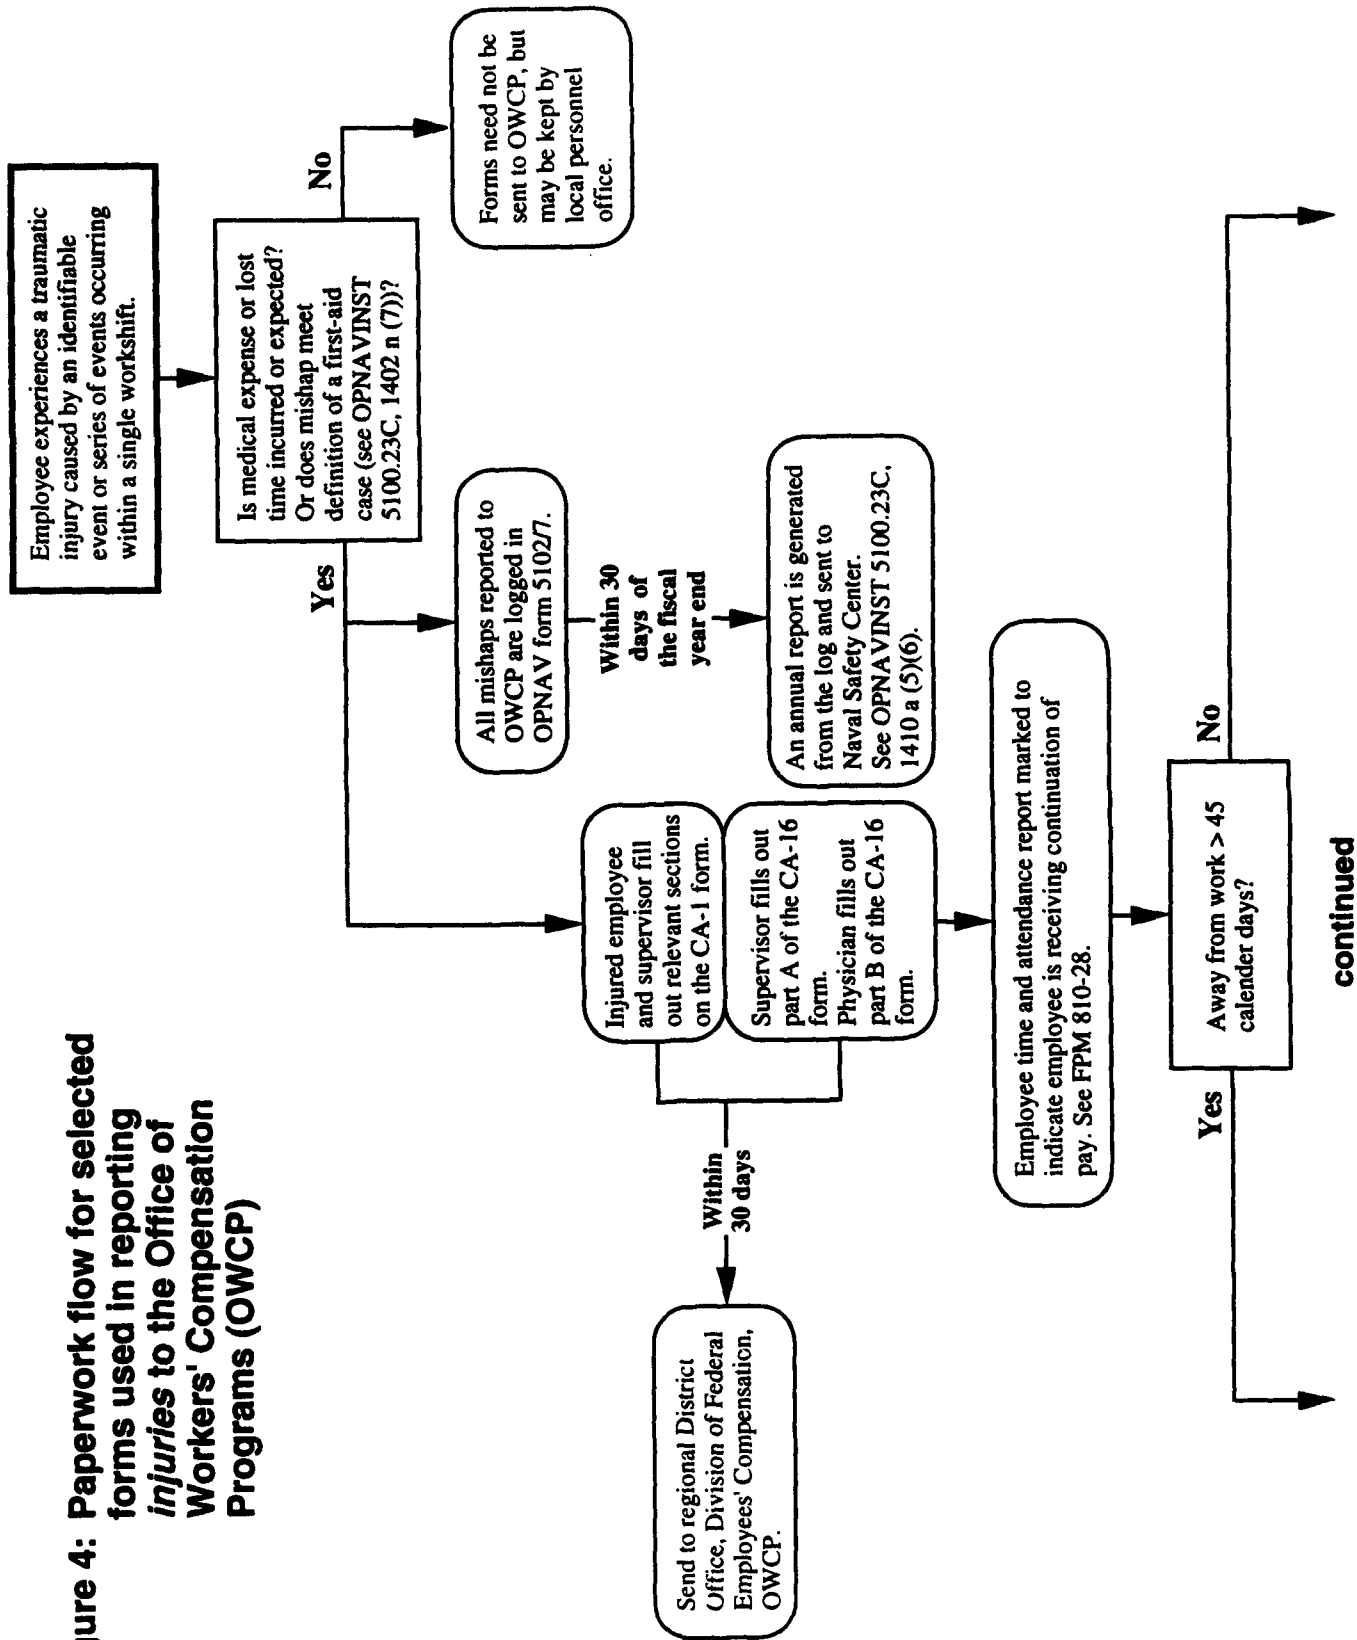 gure 4: Paperwork flow for selected
forms used in reporting
injuries to the Office of
Workers' Compensation
Programs (OWCP)
Employee experiences a traumatic
injury caused by an identifiable
event or series of events occurring
within a single workshift.
Is medical expense or lost
time incurred or expected?
Or does mishap meet
definition of a first-aid
case (see OPNAVINST
5100.23C, 1402 n (7))?
Yes
No
Forms need not be
sent to OWCP, but
may be kept by
local personnel
office.
All mishaps reported to
OWCP are logged in
OPNAV form 5102/7.
Within 30
days of
the fiscal
year end
An annual report is generated
from the log and sent to
Naval Safety Center.
See OPNAVINST 5100.23C,
1410 a (5)(6).
Injured employee
and supervisor fill
out relevant sections
on the CA-1 form.
Supervisor fills out
part A of the CA-16
form.
Physician fills out
part B of the CA-16
form.
Within
30 days
Send to regional District
Office, Division of Federal
Employees' Compensation,
OWCP.
Employee time and attendance report marked to
indicate employee is receiving continuation of
pay. See FPM 810-28.
Away from work > 45
calender days?
Yes
No
continued